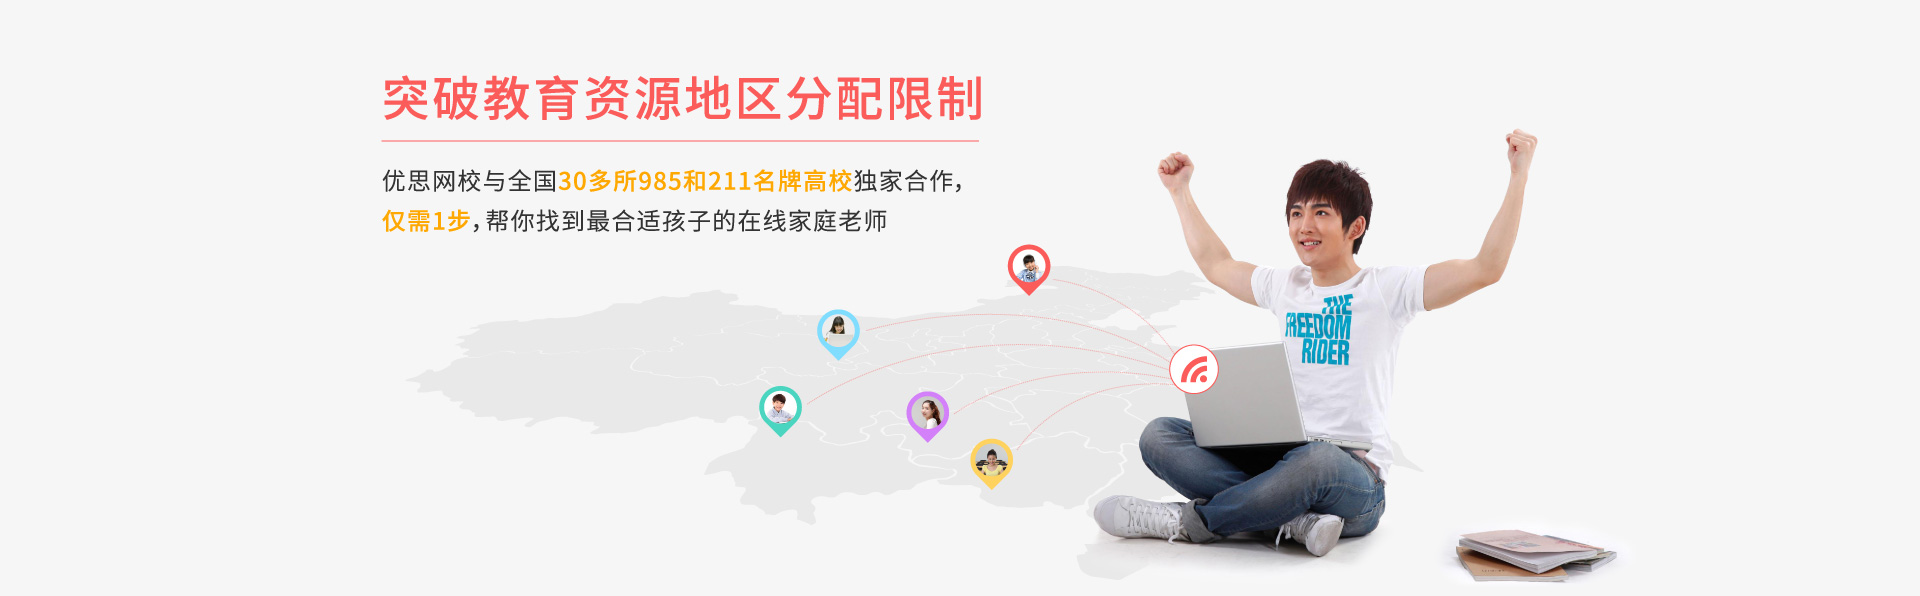 突破教育资源地区分配限制
优思网校与全国30多所985和211名牌高校独家合作，
仅需1步，帮你找到最合适孩子的在线家庭老师
THE
FREEDOM
RIDER